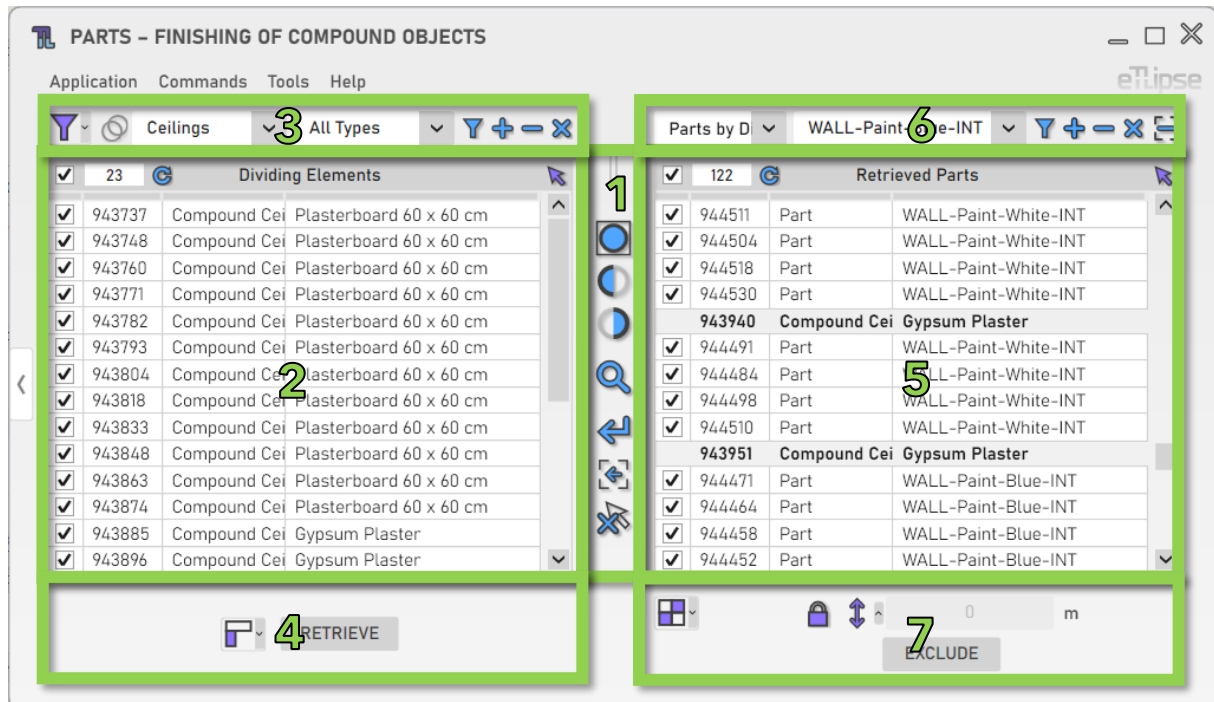 PARTS – FINISHING OF COMPOUND OBJECTS
Application Commands Tools Help
eTLipse
Ceilings 3 All Types
Parts by Di WALL-Paint-Blue-INT 6
23 Dividing Elements
1
122 Retrieved Parts
943737 Compound Cei Plasterboard 60 x 60 cm
943748 Compound Cei Plasterboard 60 x 60 cm
943760 Compound Cei Plasterboard 60 x 60 cm
943771 Compound Cei Plasterboard 60 x 60 cm
943782 Compound Cei Plasterboard 60 x 60 cm
943793 Compound Cei Plasterboard 60 x 60 cm
943804 Compound Cei Plasterboard 60 x 60 cm
2
943818 Compound Cei Plasterboard 60 x 60 cm
943833 Compound Cei Plasterboard 60 x 60 cm
943848 Compound Cei Plasterboard 60 x 60 cm
943863 Compound Cei Plasterboard 60 x 60 cm
943874 Compound Cei Plasterboard 60 x 60 cm
943885 Compound Cei Gypsum Plaster
943896 Compound Cei Gypsum Plaster
944511 Part WALL-Paint-White-INT
944504 Part WALL-Paint-White-INT
944518 Part WALL-Paint-White-INT
944530 Part WALL-Paint-White-INT
943940 Compound Cei Gypsum Plaster
944491 Part WALL-Paint-White-INT
944484 Part WALL-Paint-White-INT
5
944498 Part WALL-Paint-White-INT
944510 Part WALL-Paint-White-INT
943951 Compound Cei Gypsum Plaster
944471 Part WALL-Paint-Blue-INT
944464 Part WALL-Paint-Blue-INT
944458 Part WALL-Paint-Blue-INT
944452 Part WALL-Paint-Blue-INT
4 RETRIEVE
0 m
7
EXCLUDE